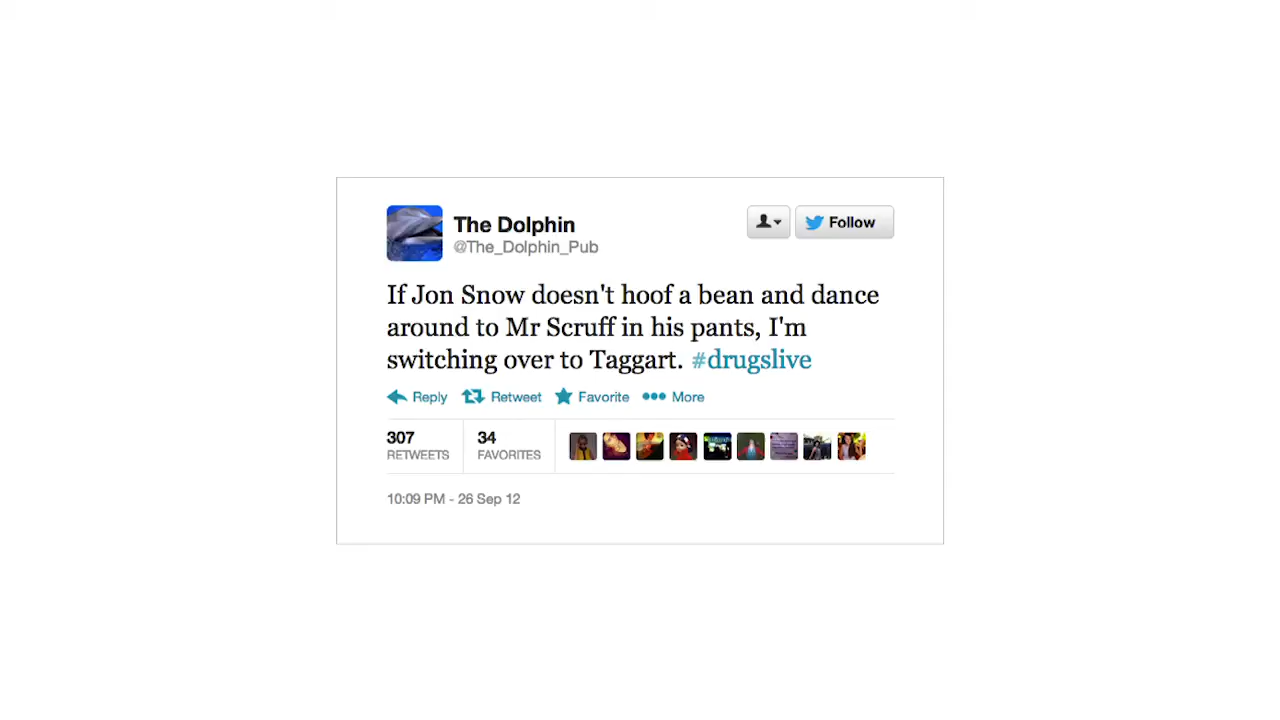 The Dolphin
@The_Dolphin_Pub
Follow
If Jon Snow doesn't hoof a bean and dance
around to Mr Scruff in his pants, I'm
switching over to Taggart. #drugslive
Reply Retweet Favorite More
307 34
RETWEETS FAVORITES
10:09 PM - 26 Sep 12